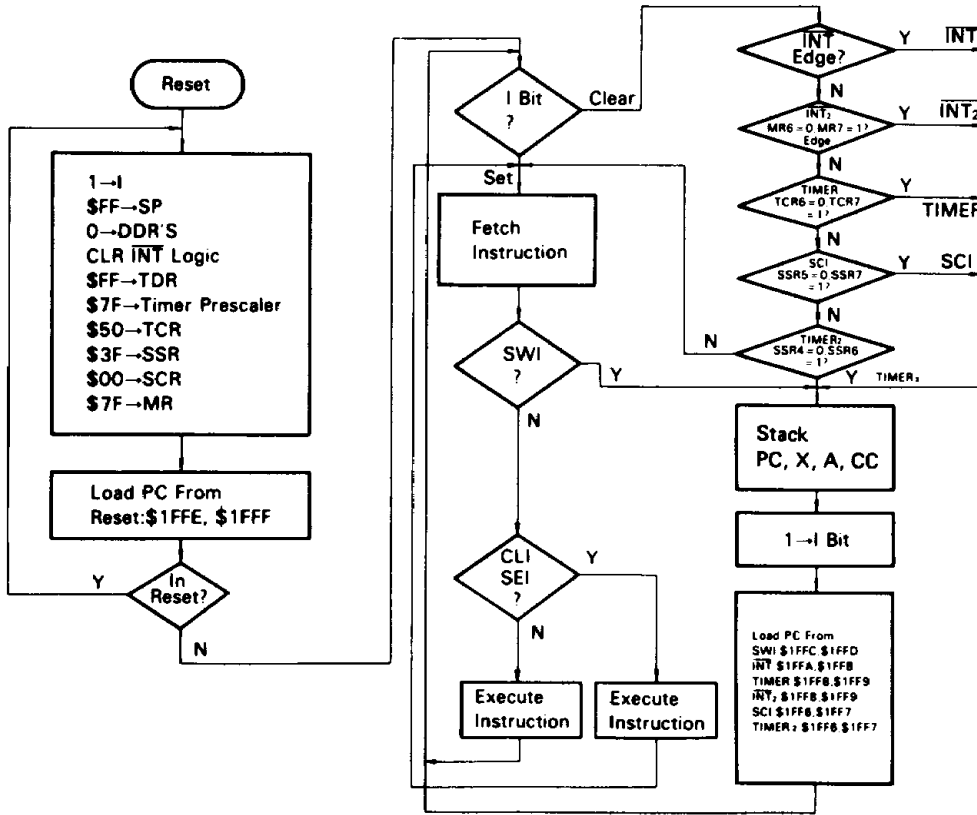 Reset
1→I
$FF→SP
0→DDR'S
CLR INT Logic
$FF→TDR
$7F→Timer Prescaler
$50→TCR
$3F→SSR
$00→SCR
$7F→MR
Load PC From
Reset:$1FFE, $1FFF
In
Reset?
Y
N
I Bit
?
Clear
Set
Fetch
Instruction
SWI
?
Y
N
CLI
SEI
?
Y
N
Execute
Instruction
Execute
Instruction
INT
Edge?
Y
INT
N
INT₂
MR6=0.MR7=1?
Edge
Y
INT₂
N
TIMER
TCR6=0.TCR7
=1?
Y
TIMER
N
SCI
SSR5=0.SSR7
=1?
Y
SCI
N
TIMER₂
SSR4=0.SSR6
=1?
N
Y
TIMER₂
Stack
PC, X, A, CC
1→I Bit
Load PC From
SWI $1FFC.$1FFD
INT $1FFA.$1FFB
TIMER $1FF8.$1FF9
INT₂ $1FF8.$1FF9
SCI $1FF6.$1FF7
TIMER₂ $1FF6.$1FF7